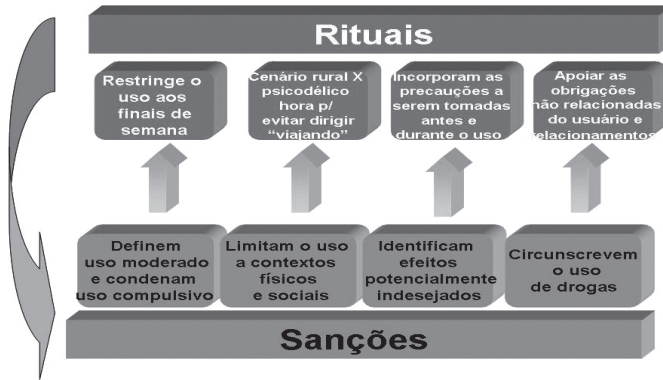 Rituais
Restringe o
uso aos
finais de
semana
Cenário rural X
psicodélico
hora p/
evitar dirigir
“viajando”
Incorporam as
precauções a
serem tomadas
antes e
durante o uso
Apoiar as
obrigações
não relacionadas
do usuário e
relacionamentos
Definem
uso moderado
e condenam
uso compulsivo
Limitam o uso
a contextos
físicos
e sociais
Identificam
efeitos
potencialmente
indesejados
Circunscrevem
o uso
de drogas
Sanções